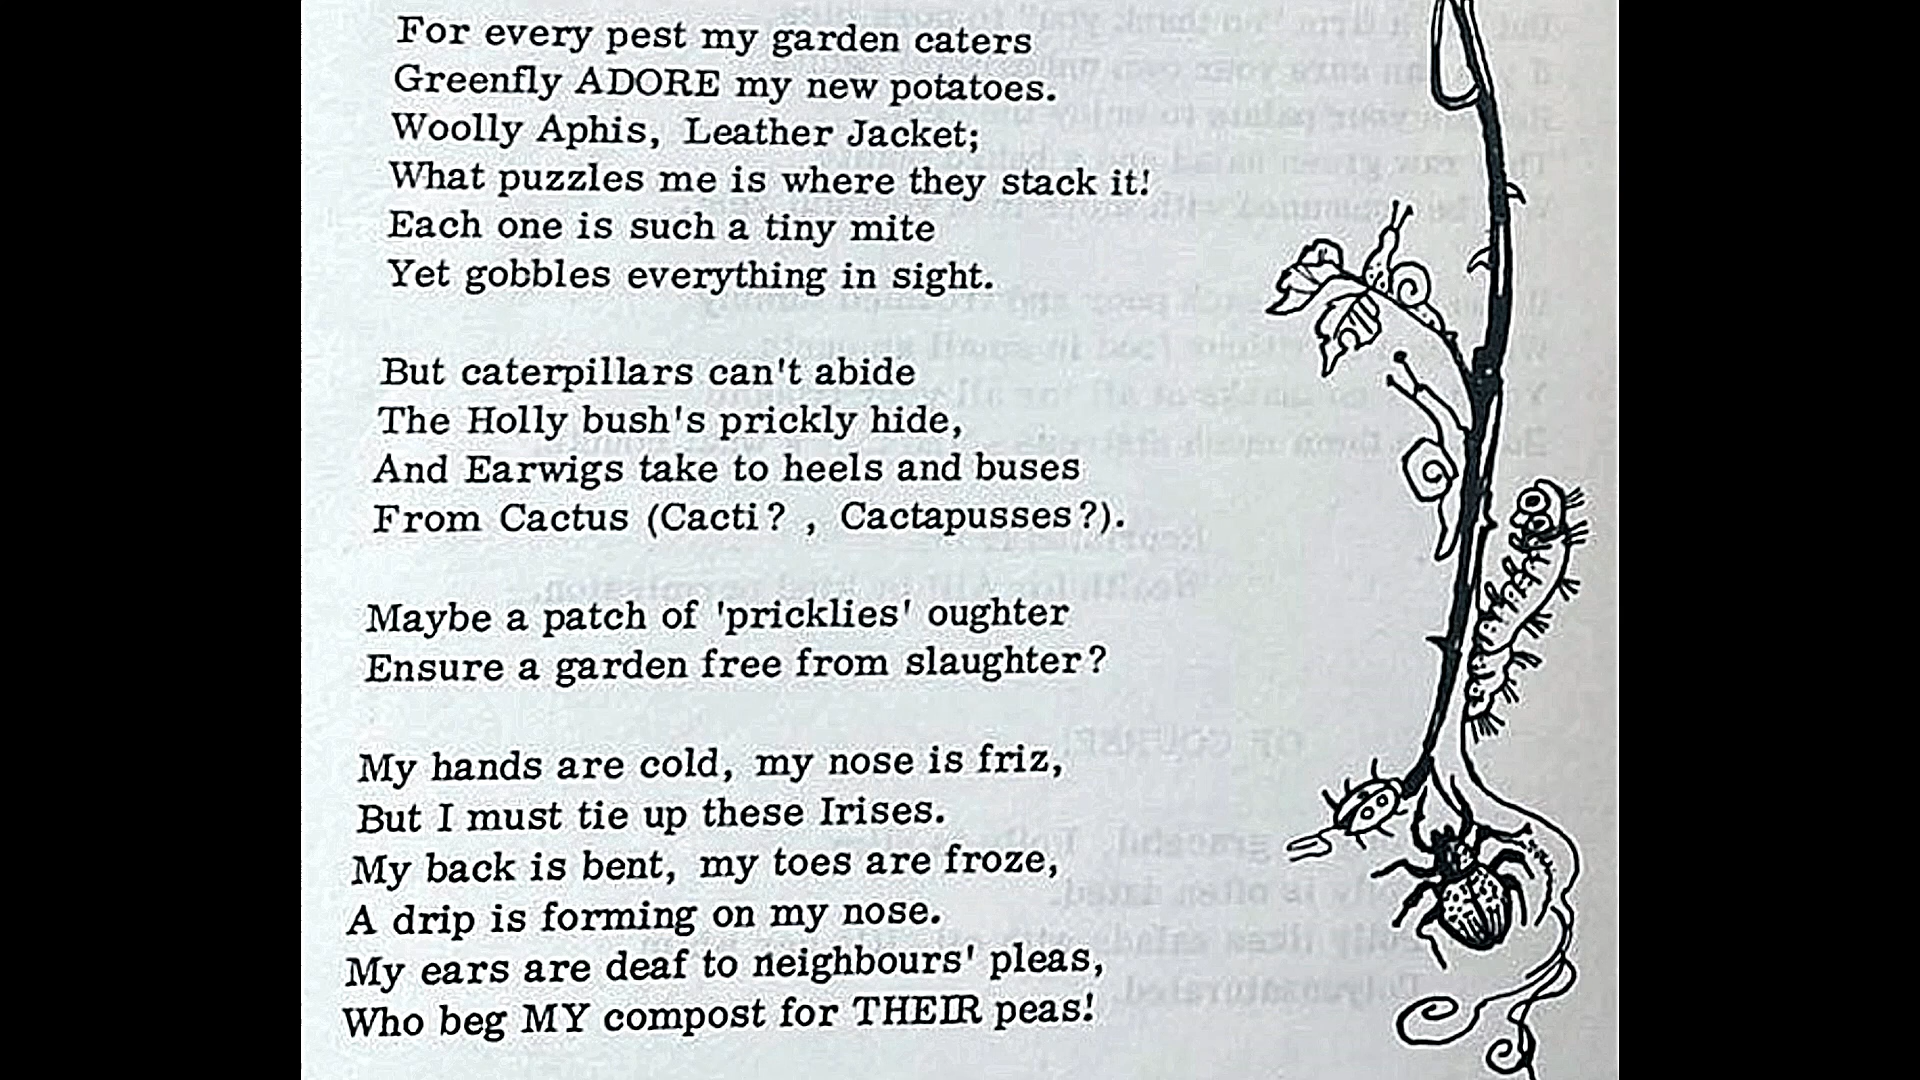 For every pest my garden caters
Greenfly ADORE my new potatoes.
Woolly Aphis, Leather Jacket;
What puzzles me is where they stack it!
Each one is such a tiny mite
Yet gobbles everything in sight.
But caterpillars can't abide
The Holly bush's prickly hide,
And Earwigs take to heels and buses
From Cactus (Cacti? , Cactapusses?).
Maybe a patch of 'pricklies' oughter
Ensure a garden free from slaughter?
My hands are cold, my nose is friz,
But I must tie up these Irises.
My back is bent, my toes are froze,
A drip is forming on my nose.
My ears are deaf to neighbours' pleas,
Who beg MY compost for THEIR peas!